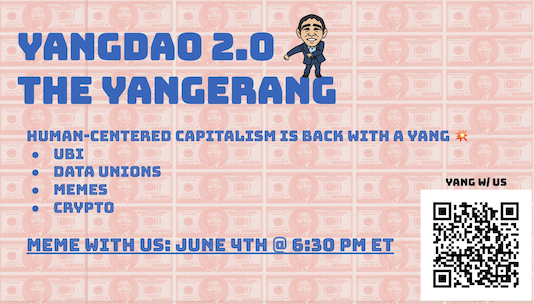 YANGDAO 2.0
THE YANGERANG
HUMAN-CENTERED CAPITALISM IS BACK WITH A YANG 💥
● UBI
● DATA UNIONS
● MEMES
● CRYPTO
YANG W/ US
MEME WITH US: JUNE 4TH @ 6:30 PM ET